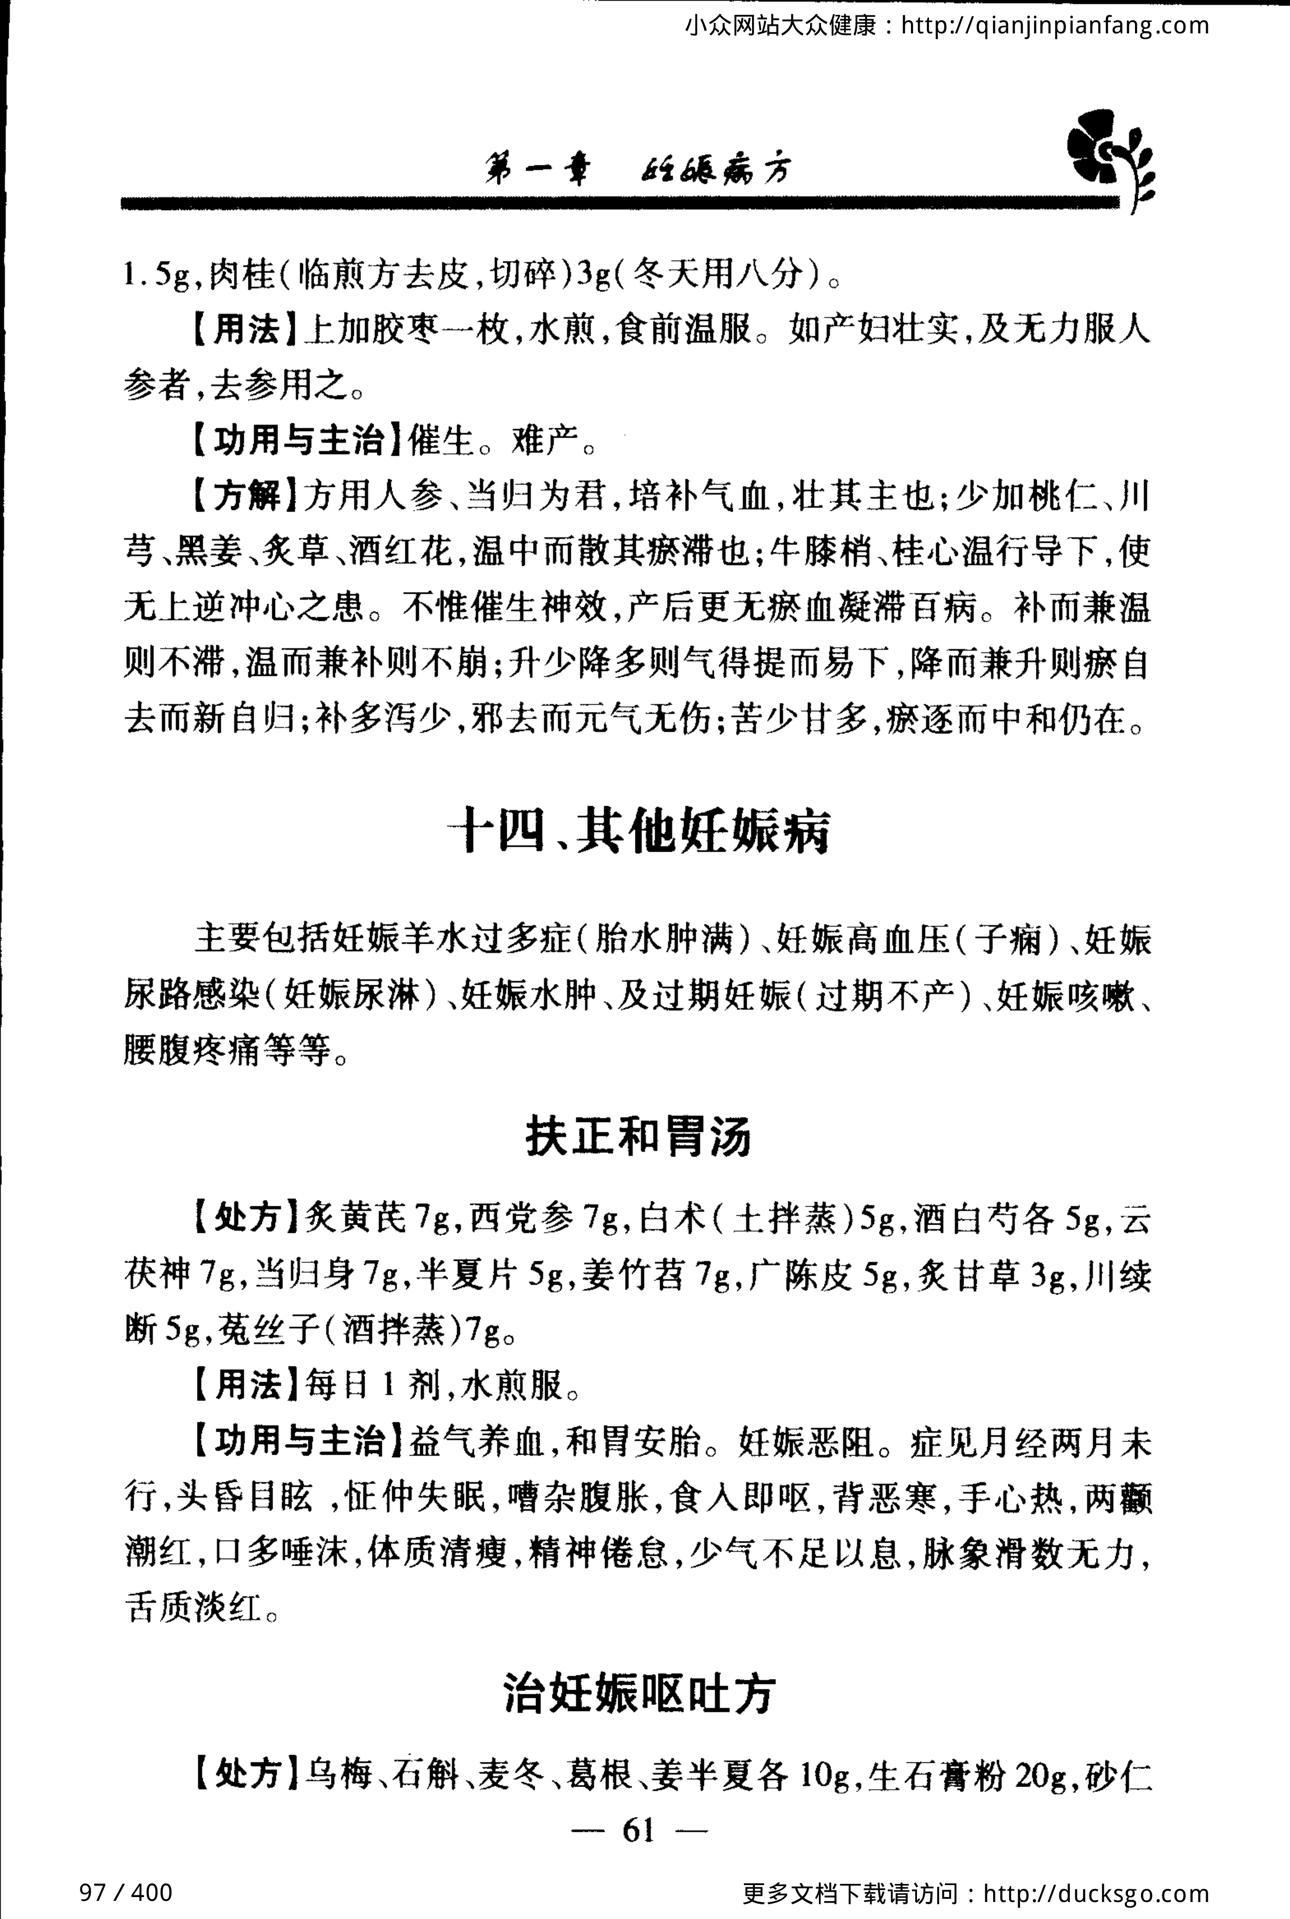 小众网站大众健康：http://qianjinpianfang.com
第一章 妊娠病方
1.5g,肉桂(临煎方去皮,切碎)3g(冬天用八分)。
【用法】上加胶枣一枚,水煎,食前温服。如产妇壮实,及无力服人
参者,去参用之。
【功用与主治】催生。难产。
【方解】方用人参、当归为君,培补气血,壮其主也;少加桃仁、川
芎、黑姜、炙草、酒红花,温中而散其瘀滞也;牛膝梢、桂心温行导下,使
无上逆冲心之患。不惟催生神效,产后更无瘀血凝滞百病。补而兼温
则不滞,温而兼补则不崩;升少降多则气得提而易下,降而兼升则瘀自
去而新自归;补多泻少,邪去而元气无伤;苦少甘多,瘀逐而中和仍在。
十四、其他妊娠病
主要包括妊娠羊水过多症(胎水肿满)、妊娠高血压(子痫)、妊娠
尿路感染(妊娠尿淋)、妊娠水肿、及过期妊娠(过期不产)、妊娠咳嗽、
腰腹疼痛等等。
扶正和胃汤
【处方】炙黄芪7g,西党参7g,白术(土拌蒸)5g,酒白芍各5g,云
茯神7g,当归身7g,半夏片5g,姜竹茹7g,广陈皮5g,炙甘草3g,川续
断5g,菟丝子(酒拌蒸)7g。
【用法】每日1剂,水煎服。
【功用与主治】益气养血,和胃安胎。妊娠恶阻。症见月经两月未
行,头昏目眩,怔仲失眠,嘈杂腹胀,食入即呕,背恶寒,手心热,两颧
潮红,口多唾沫,体质清瘦,精神倦怠,少气不足以息,脉象滑数无力,
舌质淡红。
治妊娠呕吐方
【处方】乌梅、石斛、麦冬、葛根、姜半夏各10g,生石膏粉20g,砂仁
— 61 —
97 / 400
更多文档下载请访问：http://ducksgo.com